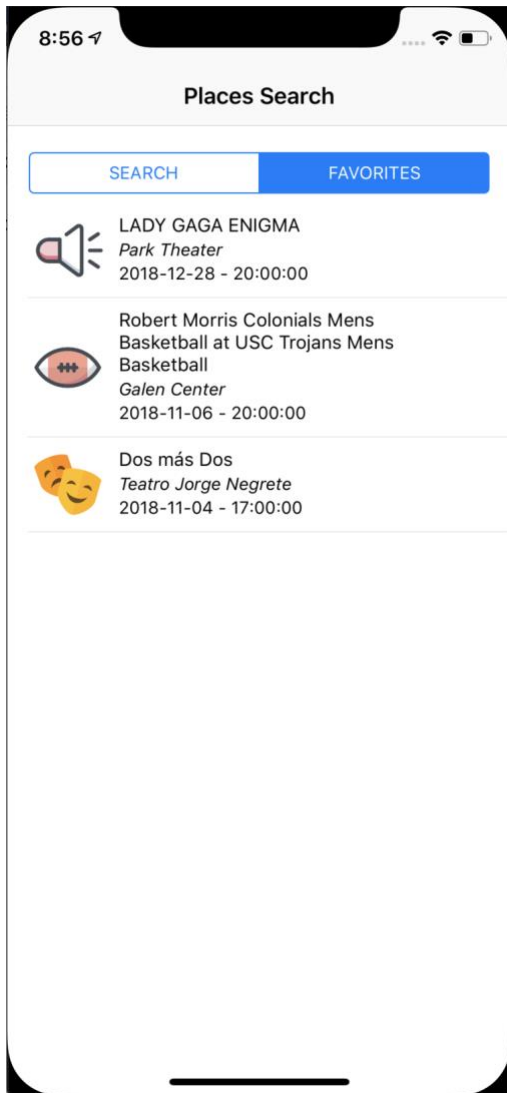 8:56
Places Search
SEARCH
FAVORITES
LADY GAGA ENIGMA
Park Theater
2018-12-28 - 20:00:00
Robert Morris Colonials Mens
Basketball at USC Trojans Mens
Basketball
Galen Center
2018-11-06 - 20:00:00
Dos más Dos
Teatro Jorge Negrete
2018-11-04 - 17:00:00